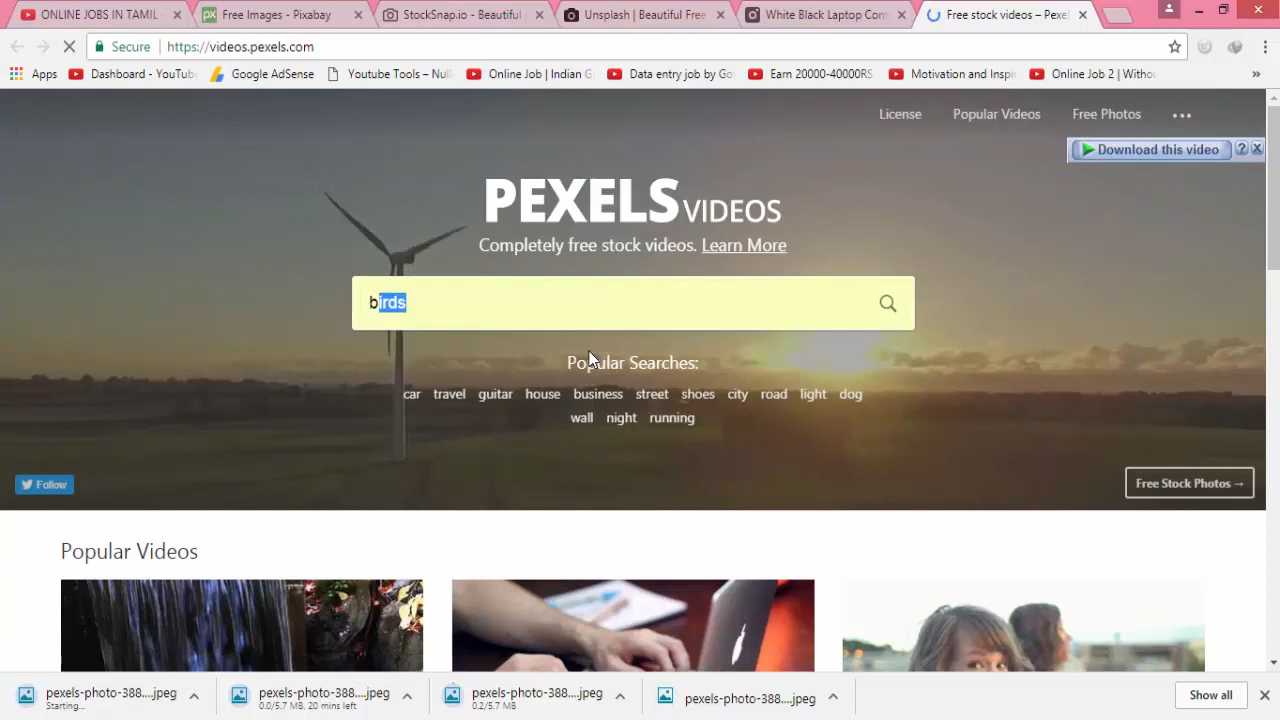 ONLINE JOBS IN TAMIL -
Free Images - Pixabay
StockSnap.io - Beautiful
Unsplash | Beautiful Free
White Black Laptop Com
Free stock videos – Pexel
Secure
https://videos.pexels.com
Apps
Dashboard - YouTube
Google AdSense
Youtube Tools – Null
Online Job | Indian G
Data entry job by Go
Earn 20000-40000RS
Motivation and Inspi
Online Job 2 | Witho
License
Popular Videos
Free Photos
Download this video
PEXELS VIDEOS
Completely free stock videos. Learn More
birds
Popular Searches:
car travel guitar house business street shoes city road light dog
wall night running
Follow
Free Stock Photos →
Popular Videos
pexels-photo-388....jpeg
Starting...
pexels-photo-388....jpeg
0.0/5.7 MB, 20 mins left
pexels-photo-388....jpeg
0.2/5.7 MB
pexels-photo-388....jpeg
Show all